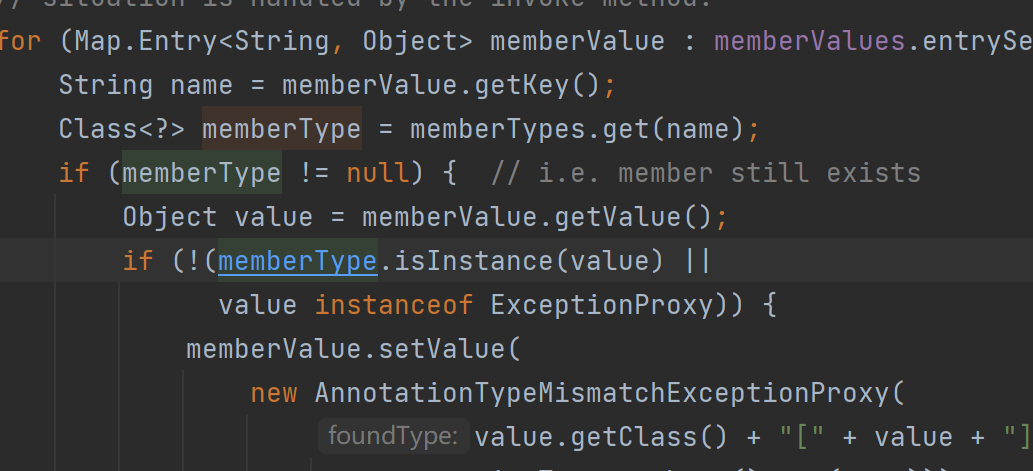 // situation is handled by the invoke method.
for (Map.Entry<String, Object> memberValue : memberValues.entrySe
String name = memberValue.getKey();
Class<?> memberType = memberTypes.get(name);
if (memberType != null) {  // i.e. member still exists
Object value = memberValue.getValue();
if (!(memberType.isInstance(value) ||
value instanceof ExceptionProxy)) {
memberValue.setValue(
new AnnotationTypeMismatchExceptionProxy(
foundType: value.getClass() + "[" + value + "]